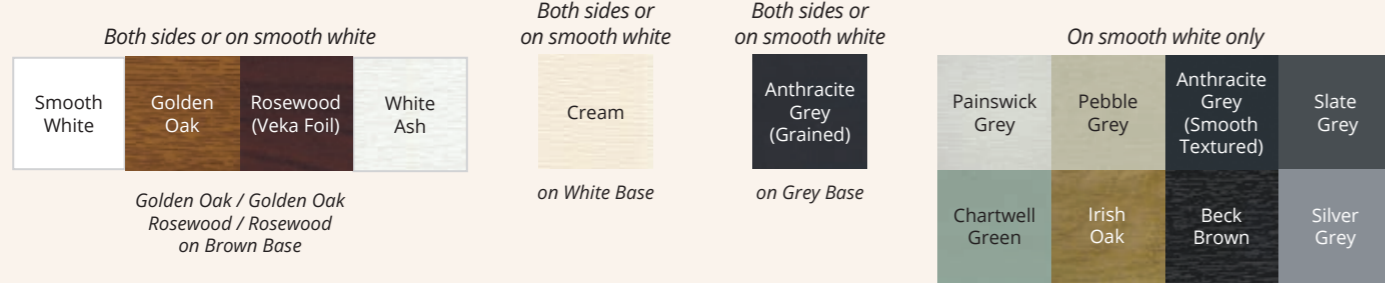 Both sides or on smooth white
Smooth
White
Golden
Oak
Rosewood
(Veka Foil)
White
Ash
Golden Oak / Golden Oak
Rosewood / Rosewood
on Brown Base
Both sides or
on smooth white
Cream
on White Base
Both sides or
on smooth white
Anthracite
Grey
(Grained)
on Grey Base
On smooth white only
Painswick
Grey
Pebble
Grey
Anthracite
Grey
(Smooth
Textured)
Slate
Grey
Chartwell
Green
Irish
Oak
Beck
Brown
Silver
Grey